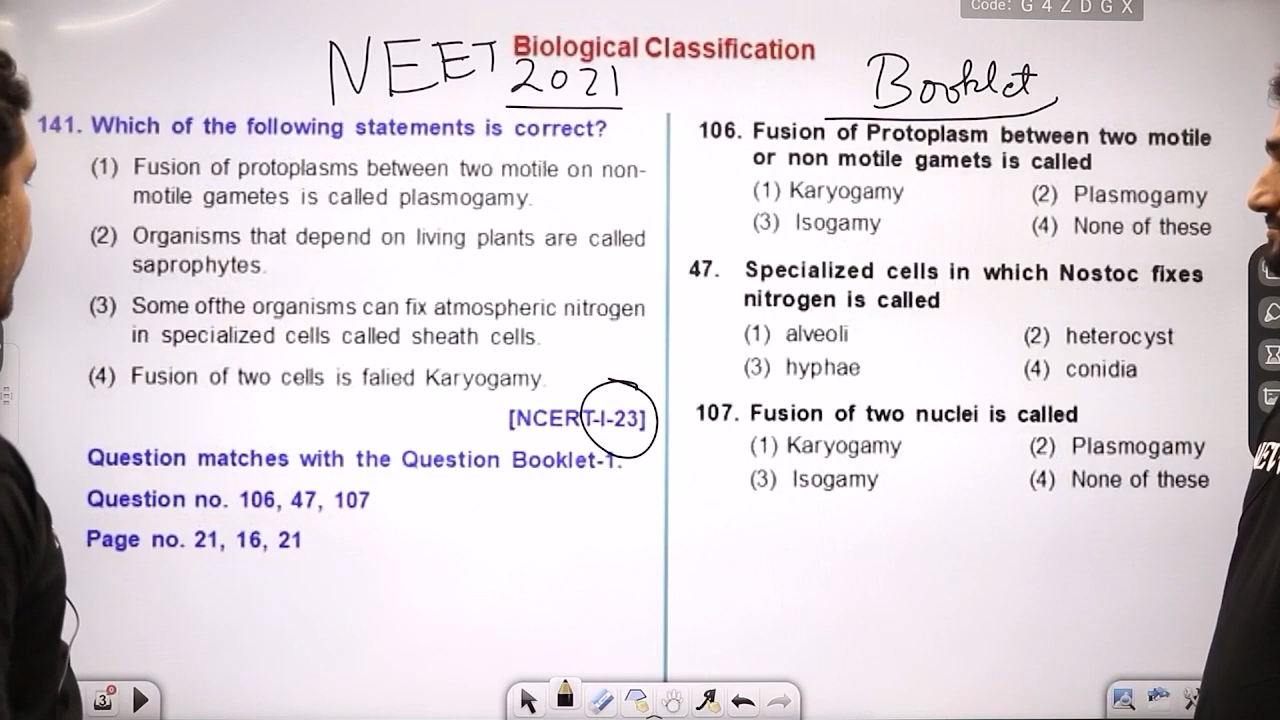 Code: G 4 Z D G X
NEET Biological Classification
2021
Booklet
141. Which of the following statements is correct?
(1) Fusion of protoplasms between two motile on non-
motile gametes is called plasmogamy.
(2) Organisms that depend on living plants are called
saprophytes.
(3) Some ofthe organisms can fix atmospheric nitrogen
in specialized cells called sheath cells.
(4) Fusion of two cells is falied Karyogamy.
[NCERT-I-23]
Question matches with the Question Booklet-1.
Question no. 106, 47, 107
Page no. 21, 16, 21
106. Fusion of Protoplasm between two motile
or non motile gamets is called
(1) Karyogamy (2) Plasmogamy
(3) Isogamy (4) None of these
47. Specialized cells in which Nostoc fixes
nitrogen is called
(1) alveoli (2) heterocyst
(3) hyphae (4) conidia
107. Fusion of two nuclei is called
(1) Karyogamy (2) Plasmogamy
(3) Isogamy (4) None of these
3